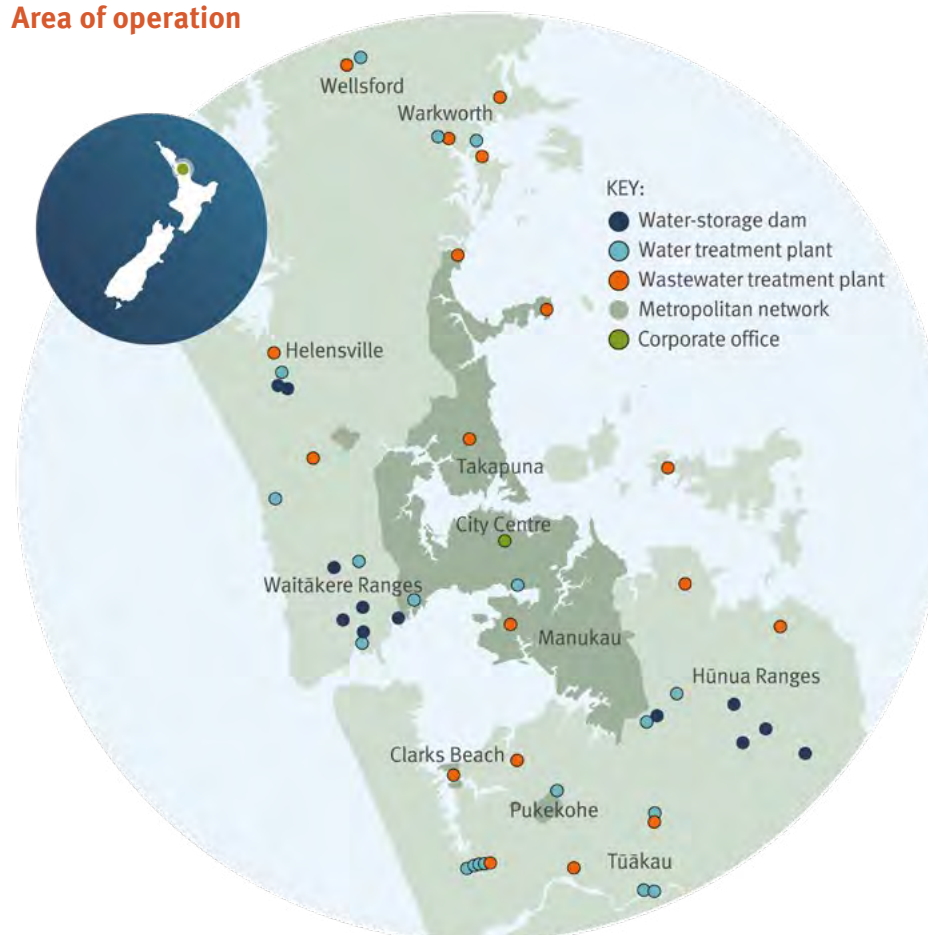 Area of operation
Wellsford
Warkworth
KEY:
Water-storage dam
Water treatment plant
Wastewater treatment plant
Metropolitan network
Corporate office
Helensville
Takapuna
City Centre
Waitākere Ranges
Manukau
Hūnua Ranges
Clarks Beach
Pukekohe
Tūākau